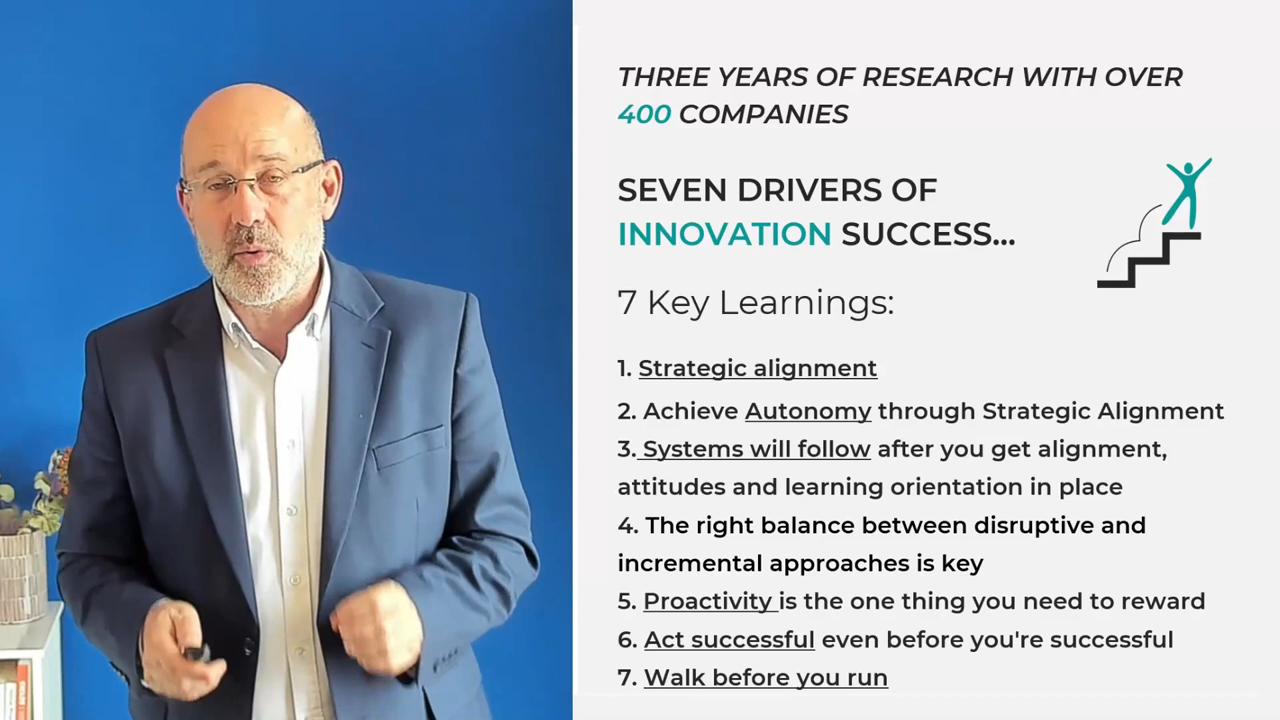 THREE YEARS OF RESEARCH WITH OVER
400 COMPANIES
SEVEN DRIVERS OF
INNOVATION SUCCESS...
7 Key Learnings:
1. Strategic alignment
2. Achieve Autonomy through Strategic Alignment
3. Systems will follow after you get alignment,
attitudes and learning orientation in place
4. The right balance between disruptive and
incremental approaches is key
5. Proactivity is the one thing you need to reward
6. Act successful even before you're successful
7. Walk before you run